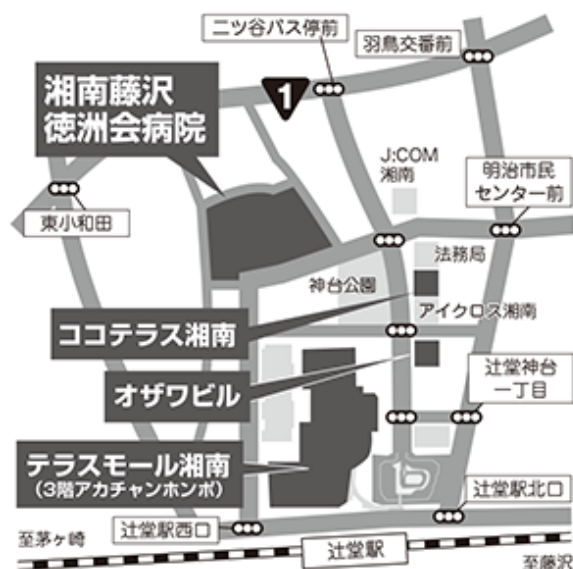 二ツ谷バス停前
羽鳥交番前
1
湘南藤沢
徳洲会病院
J:COM
湘南
明治市民
センター前
東小和田
法務局
神台公園
アイクロス湘南
ココテラス湘南
オザワビル
辻堂神台
一丁目
テラスモール湘南
(3階アカチャンホンポ)
辻堂駅北口
辻堂駅西口
至茅ヶ崎
辻堂駅
至藤沢